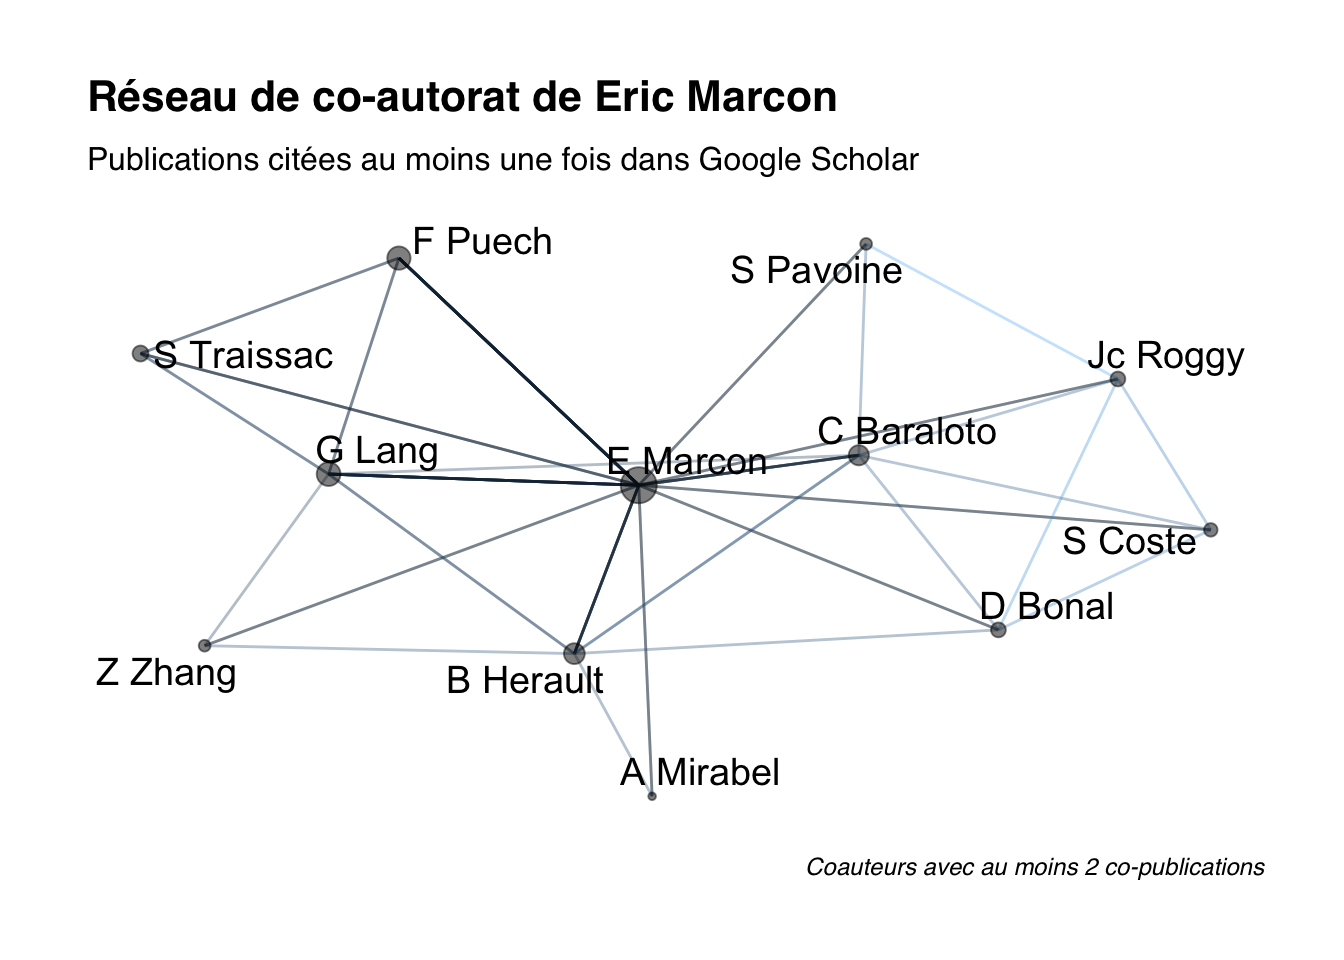 Réseau de co-autorat de Eric Marcon
Publications citées au moins une fois dans Google Scholar
F Puech
S Pavoine
S Traissac
Jc Roggy
G Lang
E Marcon
C Baraloto
S Coste
D Bonal
Z Zhang
B Herault
A Mirabel
Coauteurs avec au moins 2 co-publications